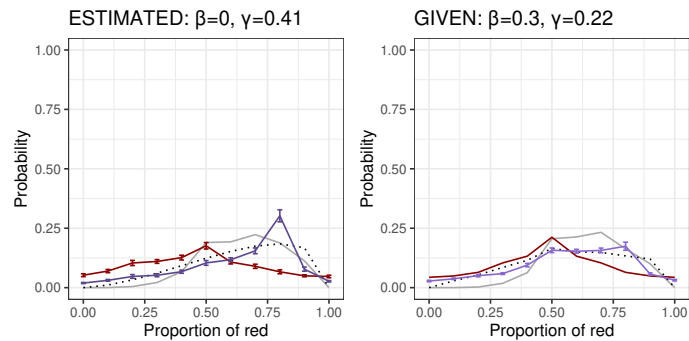 ESTIMATED: β=0, γ=0.41
1.00
0.75
0.50
0.25
0.00
Probability
0.00 0.25 0.50 0.75 1.00
Proportion of red
GIVEN: β=0.3, γ=0.22
1.00
0.75
0.50
0.25
0.00
Probability
0.00 0.25 0.50 0.75 1.00
Proportion of red